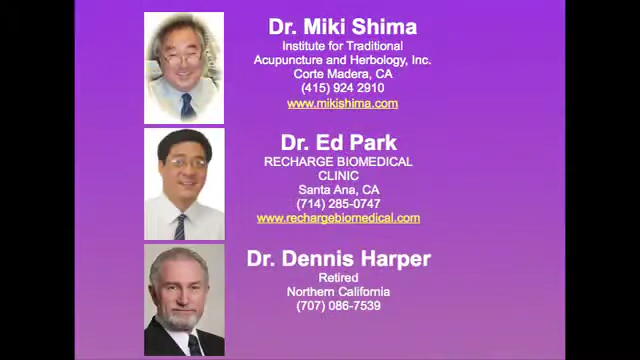 Dr. Miki Shima
Institute for Traditional
Acupuncture and Herbology, Inc.
Corte Madera, CA
(415) 924 2910
www.mikishima.com
Dr. Ed Park
RECHARGE BIOMEDICAL
CLINIC
Santa Ana, CA
(714) 285-0747
www.rechargebiomedical.com
Dr. Dennis Harper
Retired
Northern California
(707) 086-7539